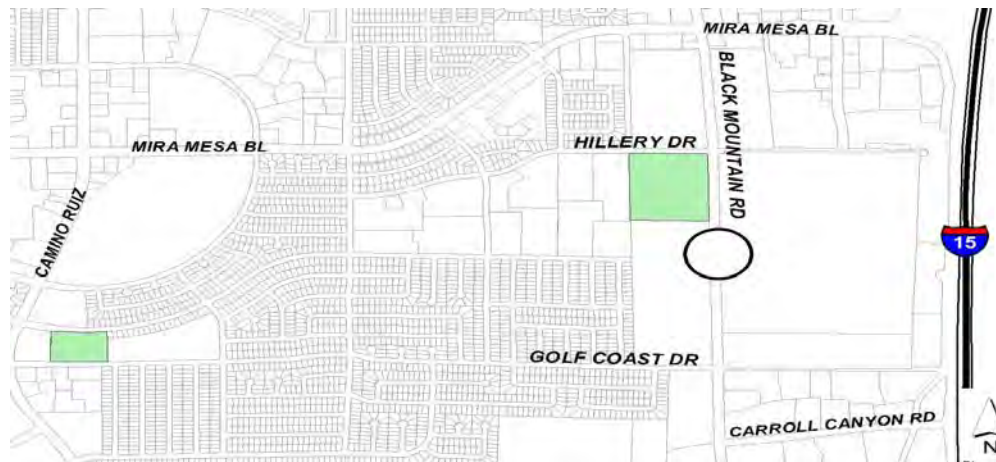 MIRA MESA BL
BLACK MOUNTAIN RD
HILLERY DR
MIRA MESA BL
CAMINO RUIZ
15
GOLF COAST DR
CARROLL CANYON RD
N